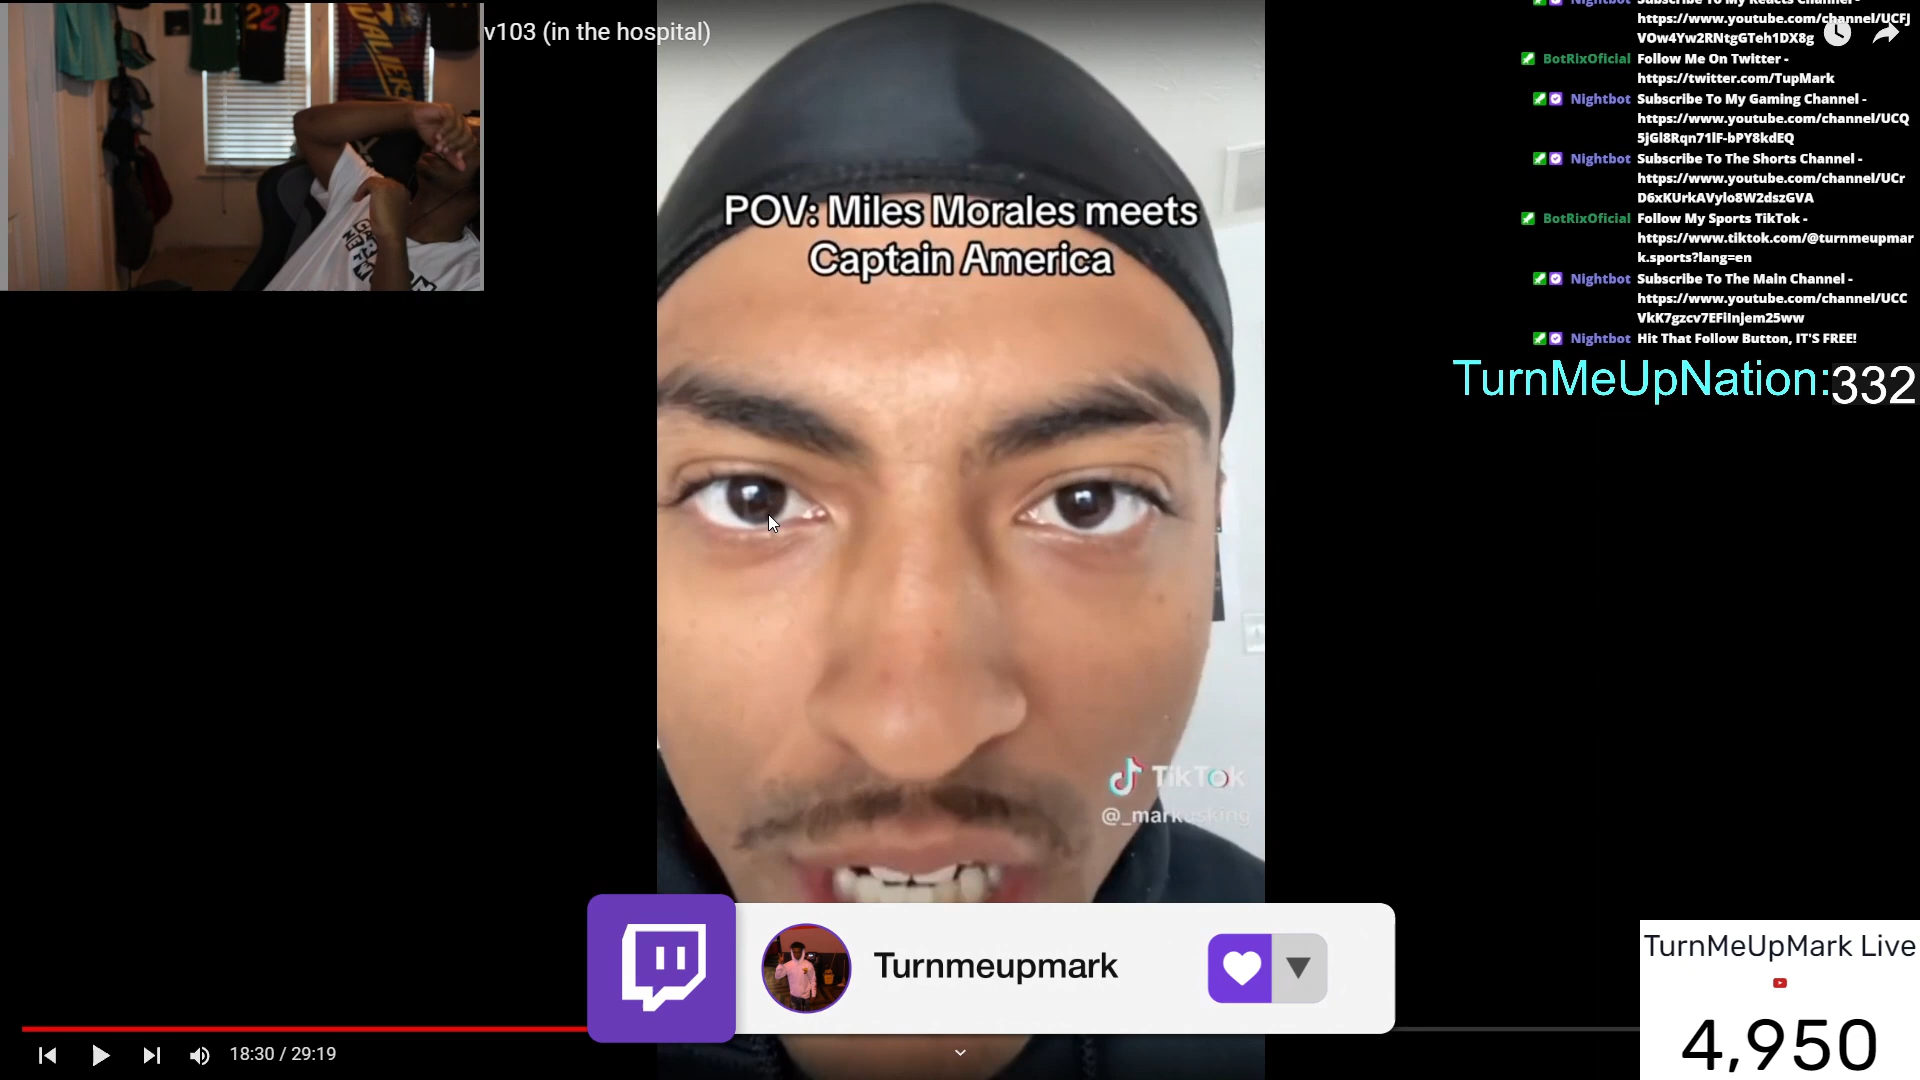 v103 (in the hospital)
11
22
POV: Miles Morales meets
Captain America
TikTok
@_markusking
Turnmeupmark
18:30 / 29:19
https://www.youtube.com/channel/UCFJ
VOw4Yw2RNtgGTeh1DX8g
BotRixOficial Follow Me On Twitter -
https://twitter.com/TupMark
Nightbot Subscribe To My Gaming Channel -
https://www.youtube.com/channel/UCQ
5jGl8Rqn71lF-bPY8kdEQ
Nightbot Subscribe To The Shorts Channel -
https://www.youtube.com/channel/UCr
D6xKUrkAVylo8W2dszGVA
BotRixOficial Follow My Sports TikTok -
https://www.tiktok.com/@turnmeupmar
k.sports?lang=en
Nightbot Subscribe To The Main Channel -
https://www.youtube.com/channel/UCC
VkK7gzcv7EFiInjem25ww
Nightbot Hit That Follow Button, IT'S FREE!
TurnMeUpNation:332
TurnMeUpMark Live
4,950